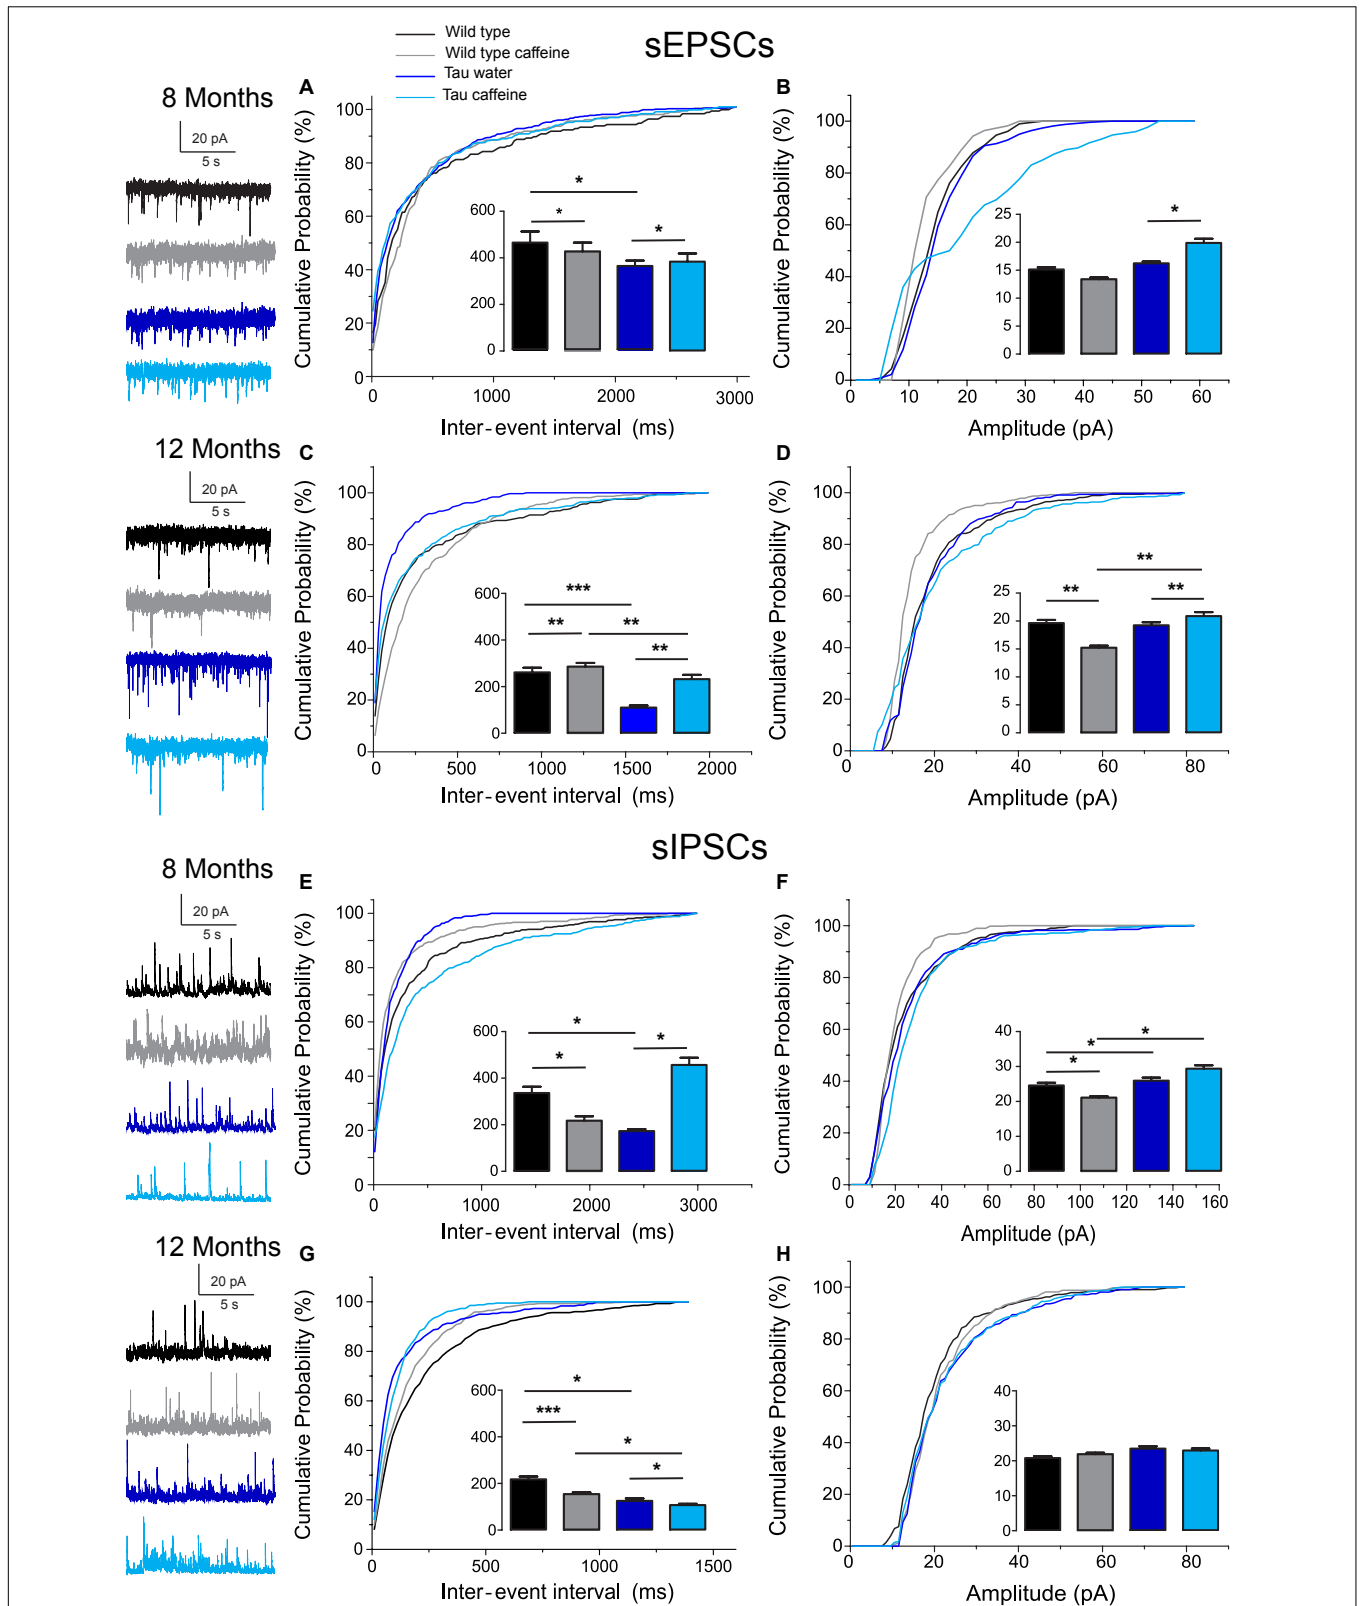 Wild type
Wild type caffeine
Tau water
Tau caffeine
sEPSCs
8 Months
20 pA
5 s
A
Cumulative Probability (%)
100
80
60
40
20
0
0 1000 2000 3000
Inter-event interval (ms)
600
400
200
0
*
*
*
B
Cumulative Probability (%)
100
80
60
40
20
0
0 10 20 30 40 50 60
Amplitude (pA)
25
20
15
10
5
0
*
12 Months
20 pA
5 s
C
Cumulative Probability (%)
100
80
60
40
20
0
0 500 1000 1500 2000
Inter-event interval (ms)
600
400
200
0
***
** **
**
D
Cumulative Probability (%)
100
80
60
40
20
0
0 20 40 60 80
Amplitude (pA)
25
20
15
10
5
0
**
** **
sIPSCs
8 Months
20 pA
5 s
E
Cumulative Probability (%)
100
80
60
40
20
0
0 1000 2000 3000
Inter-event interval (ms)
600
400
200
0
* *
*
F
Cumulative Probability (%)
100
80
60
40
20
0
0 20 40 60 80 100 120 140 160
Amplitude (pA)
40
30
20
10
0
*
*
*
12 Months
20 pA
5 s
G
Cumulative Probability (%)
100
80
60
40
20
0
0 500 1000 1500
Inter-event interval (ms)
600
400
200
0
*
***
*
*
H
Cumulative Probability (%)
100
80
60
40
20
0
0 20 40 60 80
Amplitude (pA)
40
30
20
10
0